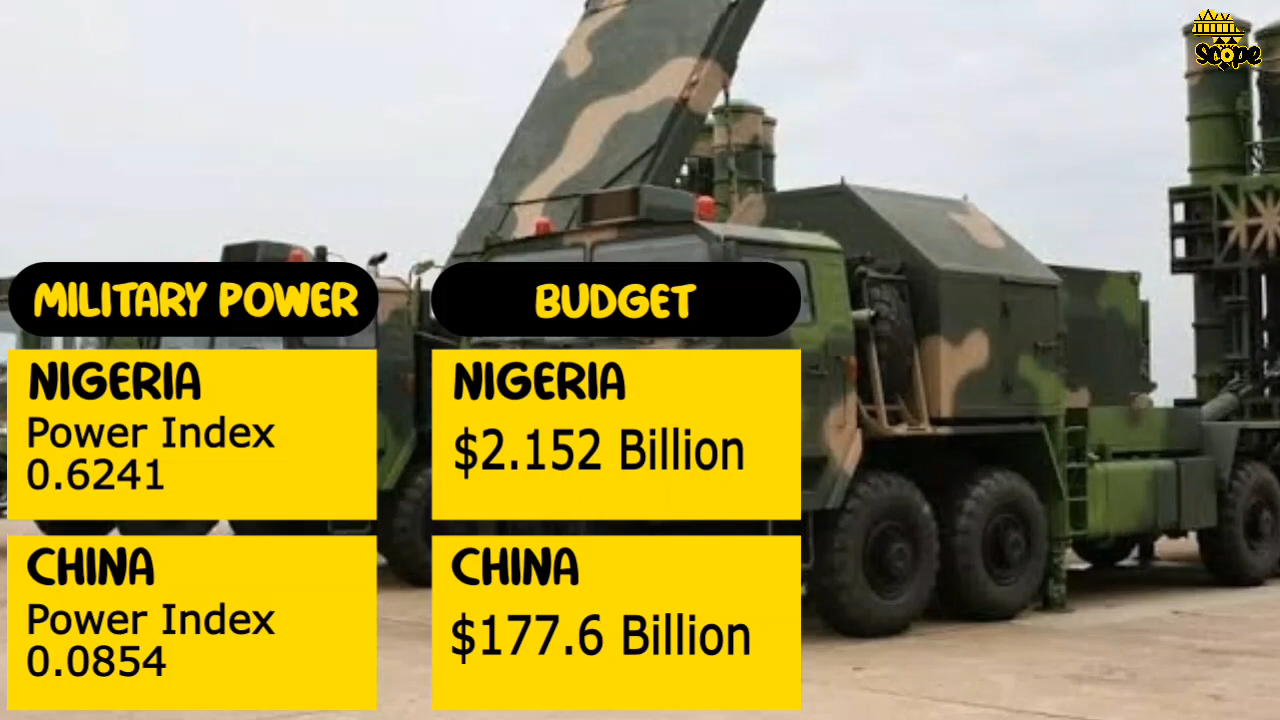 Scope
MILITARY POWER
NIGERIA
Power Index
0.6241
CHINA
Power Index
0.0854
BUDGET
NIGERIA
$2.152 Billion
CHINA
$177.6 Billion